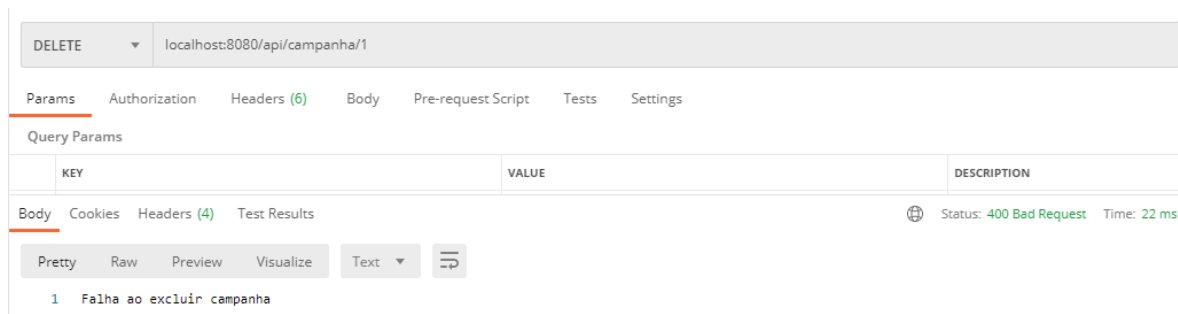 DELETE localhost:8080/api/campanha/1
Params Authorization Headers (6) Body Pre-request Script Tests Settings
Query Params
KEY VALUE DESCRIPTION
Body Cookies Headers (4) Test Results Status: 400 Bad Request Time: 22 ms
Pretty Raw Preview Visualize Text
1 Falha ao excluir campanha